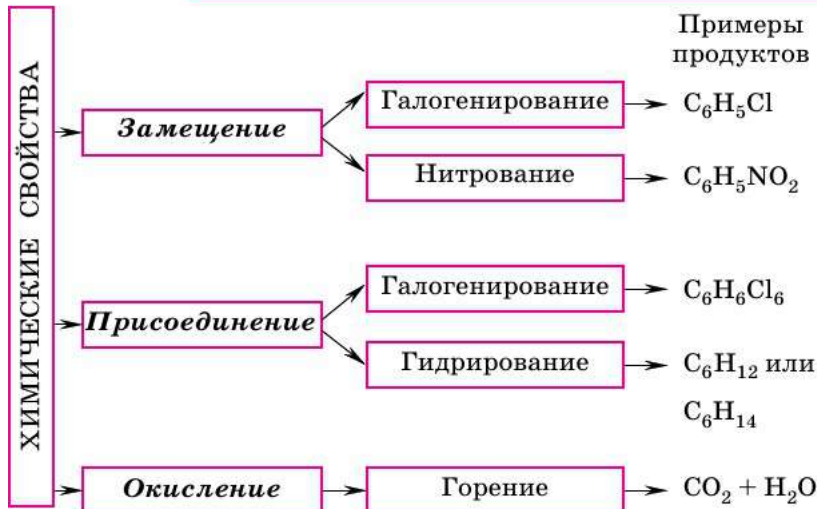 Примеры
продуктов
ХИМИЧЕСКИЕ СВОЙСТВА
Замещение
Галогенирование
C₆H₅Cl
Нитрование
C₆H₅NO₂
Присоединение
Галогенирование
C₆H₆Cl₆
Гидрирование
C₆H₁₂ или
C₆H₁₄
Окисление
Горение
CO₂ + H₂O